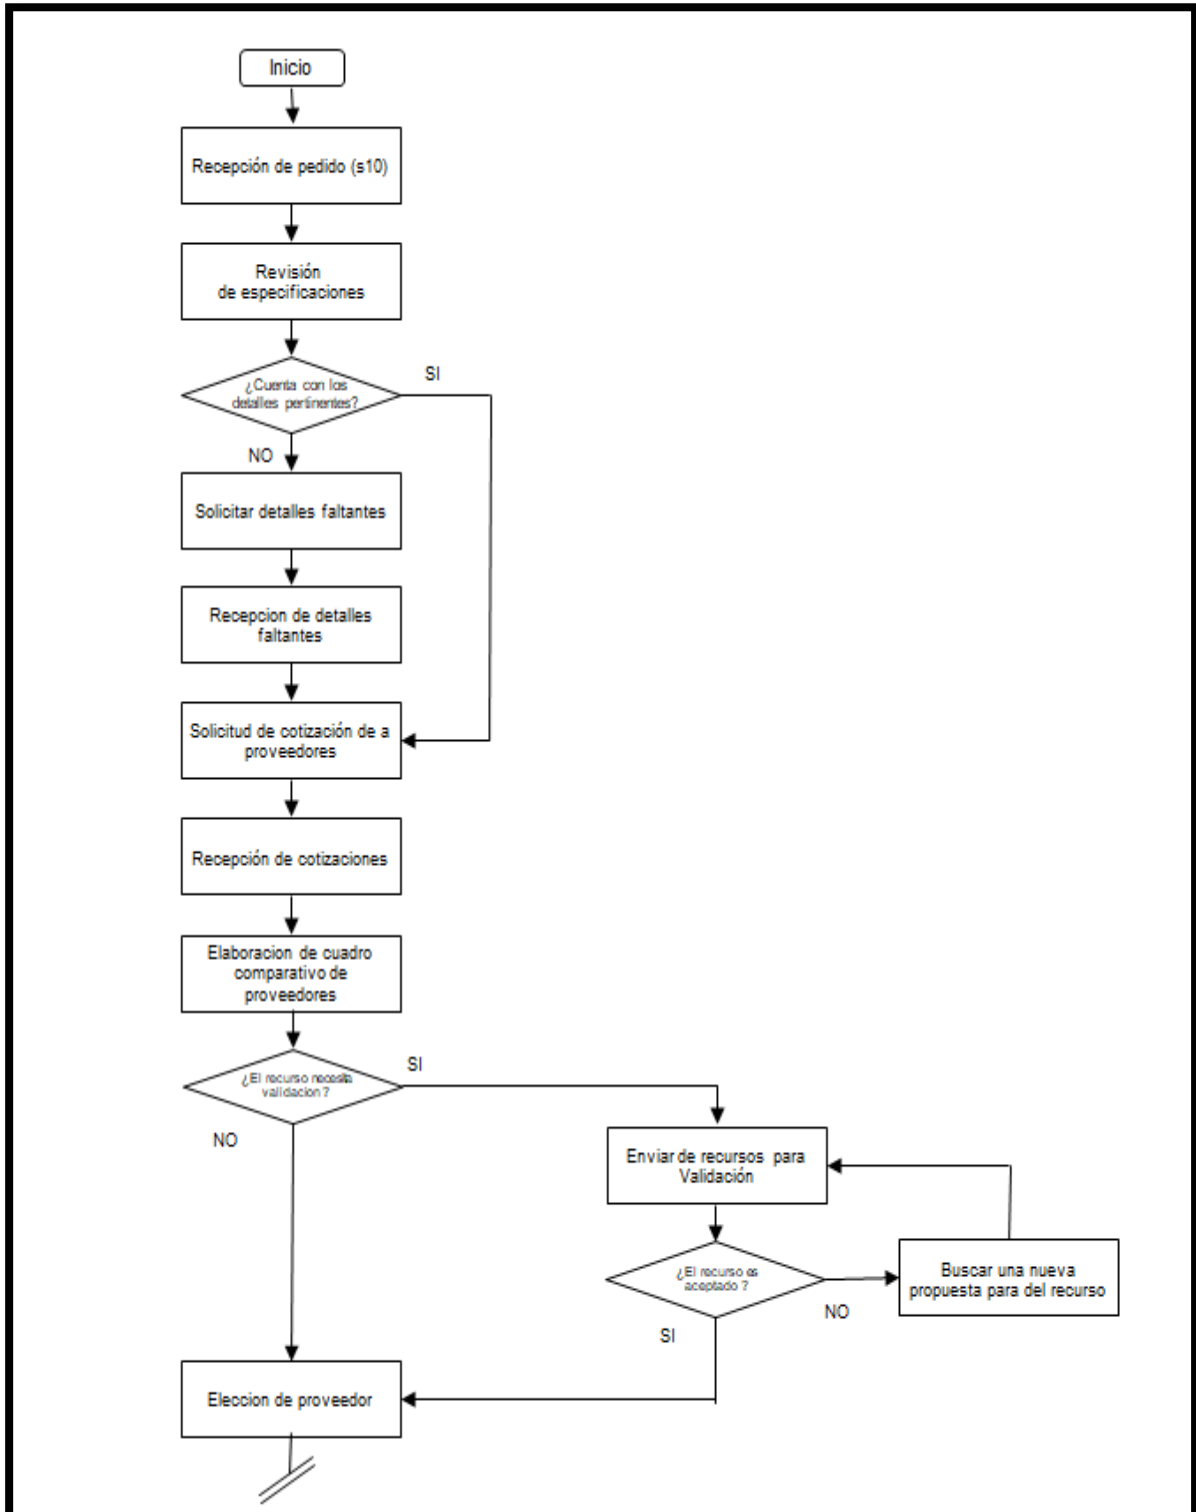 Inicio
Recepción de pedido (s10)
Revisión
de especificaciones
¿Cuenta con los
detalles pertinentes?
SI
NO
Solicitar detalles faltantes
Recepcion de detalles
faltantes
Solicitud de cotización de a
proveedores
Recepción de cotizaciones
Elaboracion de cuadro
comparativo de
proveedores
¿El recurso necesita
validacion?
SI
NO
Enviar de recursos para
Validación
¿El recurso es
aceptado ?
NO
Buscar una nueva
propuesta para del recurso
SI
Eleccion de proveedor